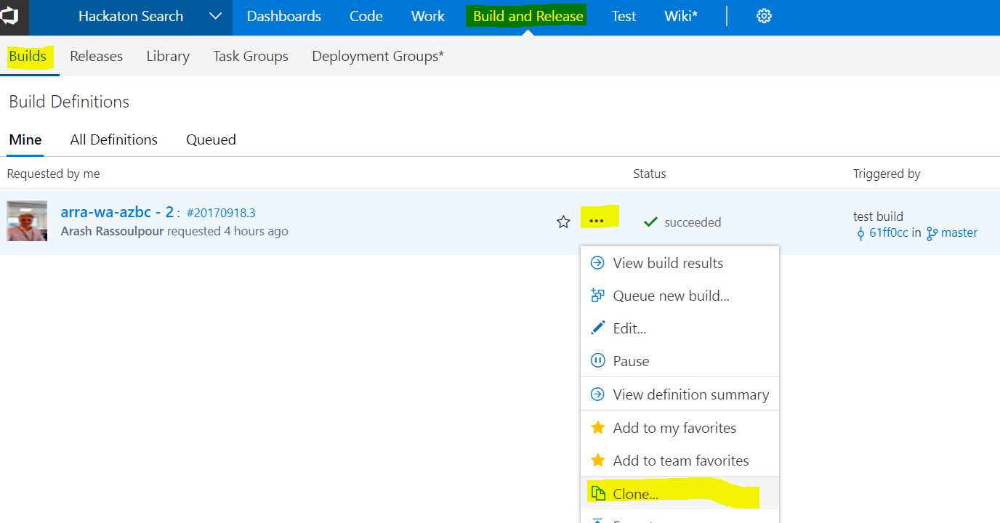 Hackaton Search Dashboards Code Work Build and Release Test Wiki*
Builds Releases Library Task Groups Deployment Groups*
Build Definitions
Mine All Definitions Queued
Requested by me Status Triggered by
arra-wa-azbc - 2 : #20170918.3
Arash Rassoulpour requested 4 hours ago
... succeeded
test build
61ff0cc in master
View build results
Queue new build...
Edit...
Pause
View definition summary
Add to my favorites
Add to team favorites
Clone...